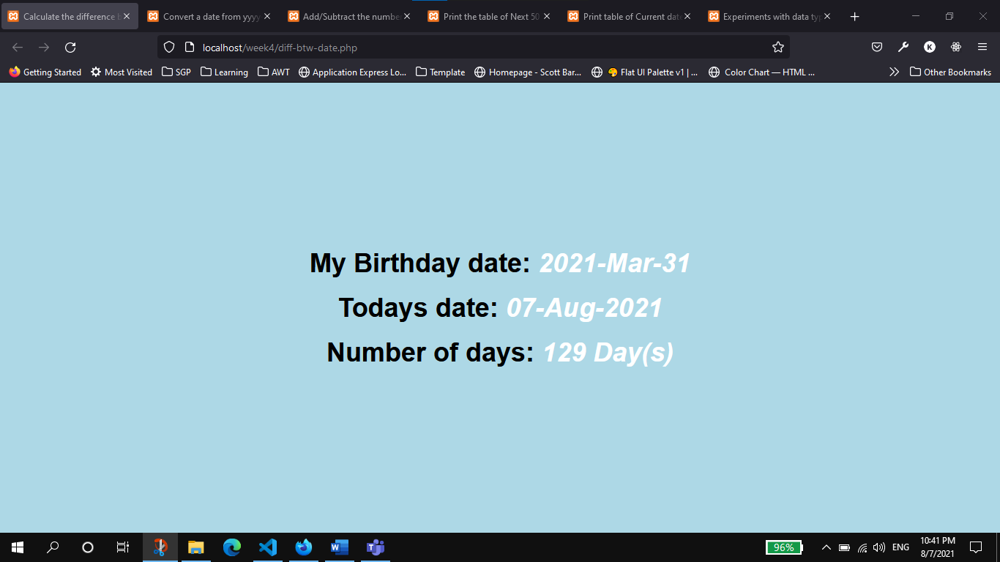 Calculate the difference b
Convert a date from yyyy
Add/Subtract the numbe
Print the table of Next 50
Print table of Current dat
Experiments with data typ
localhost/week4/diff-btw-date.php
K
Getting Started
Most Visited
SGP
Learning
AWT
Application Express Lo...
Template
Homepage - Scott Bar...
Flat UI Palette v1 | ...
Color Chart — HTML ...
Other Bookmarks
My Birthday date: 2021-Mar-31
Todays date: 07-Aug-2021
Number of days: 129 Day(s)
96%
ENG
10:41 PM
8/7/2021